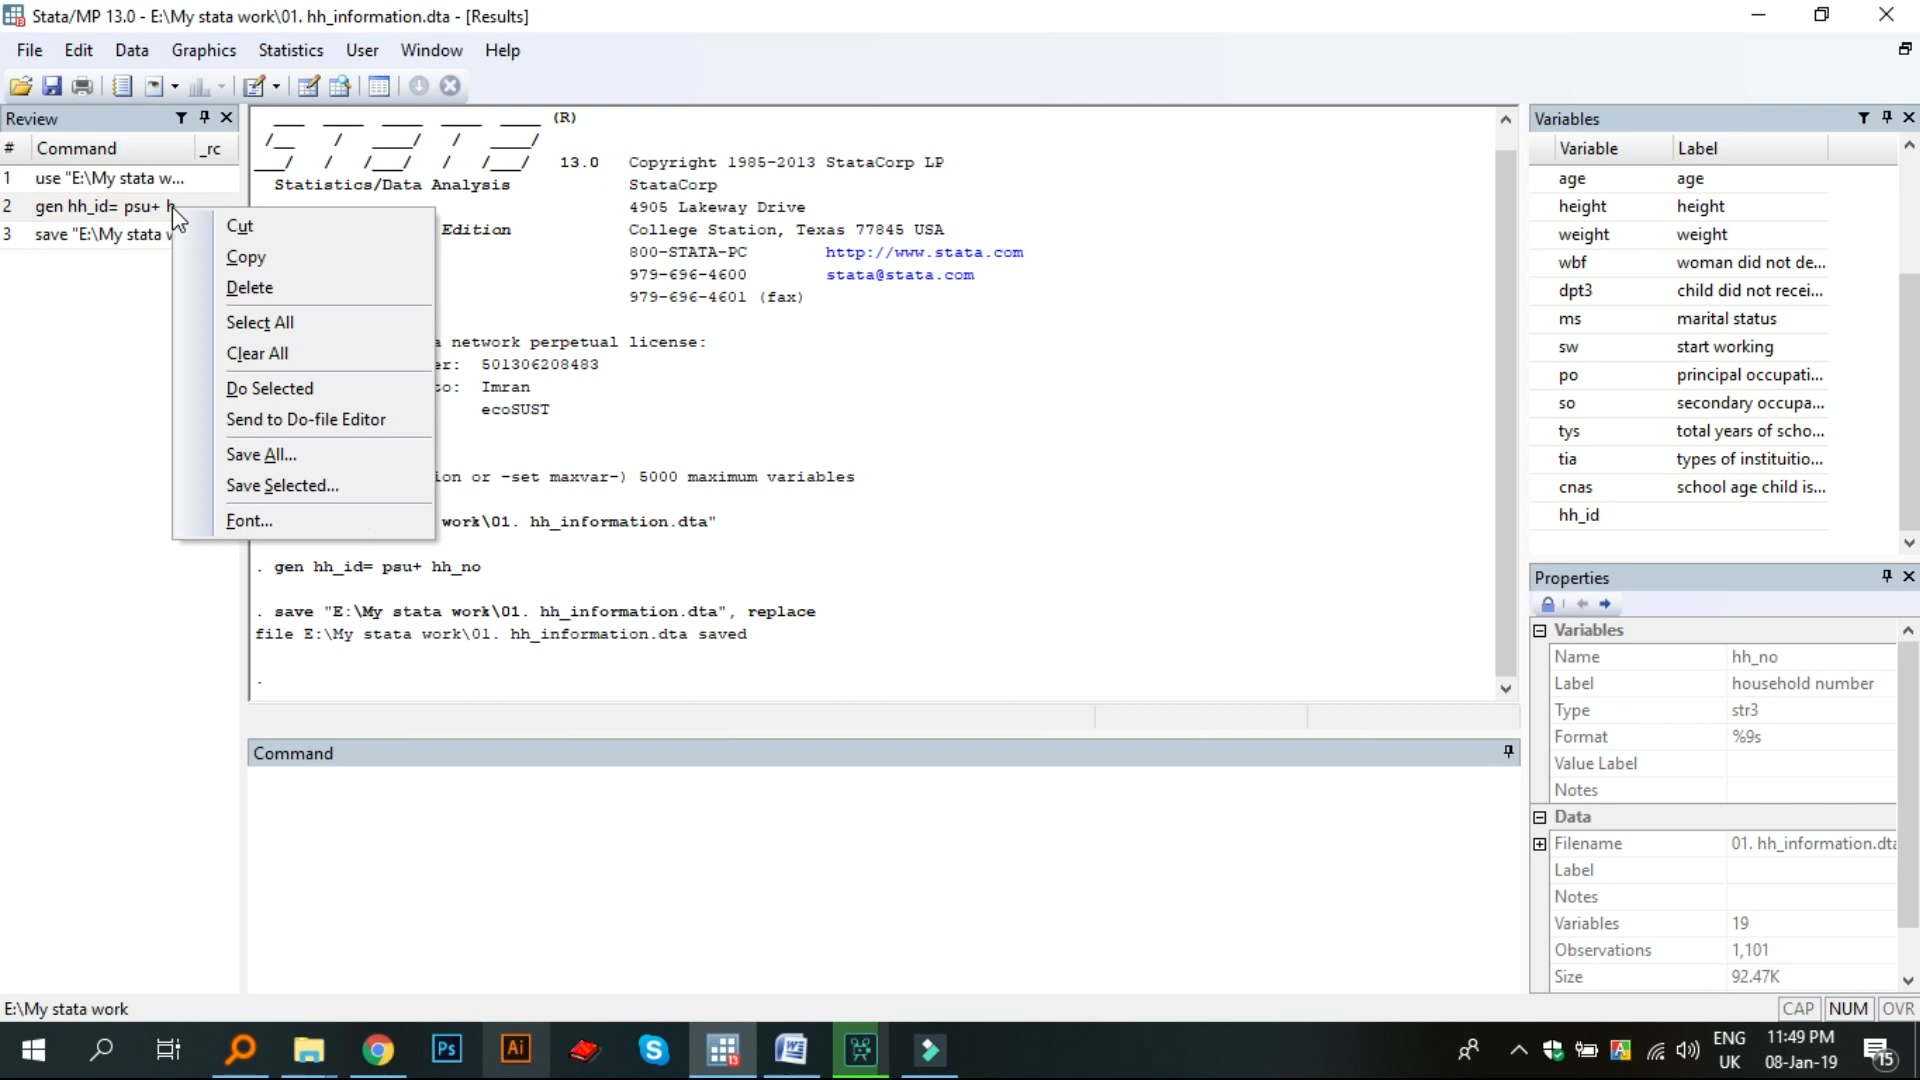 Stata/MP 13.0 - E:\My stata work\01. hh_information.dta - [Results]
File Edit Data Graphics Statistics User Window Help
Review
# Command _rc
1 use "E:\My stata w...
2 gen hh_id= psu+ h
3 save "E:\My stata w
Cut
Copy
Delete
Select All
Clear All
Do Selected
Send to Do-file Editor
Save All...
Save Selected...
Font...
(R)
13.0 Copyright 1985-2013 StataCorp LP
Statistics/Data Analysis StataCorp
4905 Lakeway Drive
Edition College Station, Texas 77845 USA
800-STATA-PC http://www.stata.com
979-696-4600 stata@stata.com
979-696-4601 (fax)
a network perpetual license:
er: 501306208483
to: Imran
ecoSUST
ion or -set maxvar-) 5000 maximum variables
work\01. hh_information.dta"
. gen hh_id= psu+ hh_no
. save "E:\My stata work\01. hh_information.dta", replace
file E:\My stata work\01. hh_information.dta saved
.
Command
Variables
Variable Label
age age
height height
weight weight
wbf woman did not de...
dpt3 child did not recei...
ms marital status
sw start working
po principal occupati...
so secondary occupa...
tys total years of scho...
tia types of instituitio...
cnas school age child is...
hh_id
Properties
Variables
Name hh_no
Label household number
Type str3
Format %9s
Value Label
Notes
Data
Filename 01. hh_information.dta
Label
Notes
Variables 19
Observations 1,101
Size 92.47K
E:\My stata work
CAP NUM OVR
Ps
Ai
13
ENG
UK
11:49 PM
08-Jan-19
15